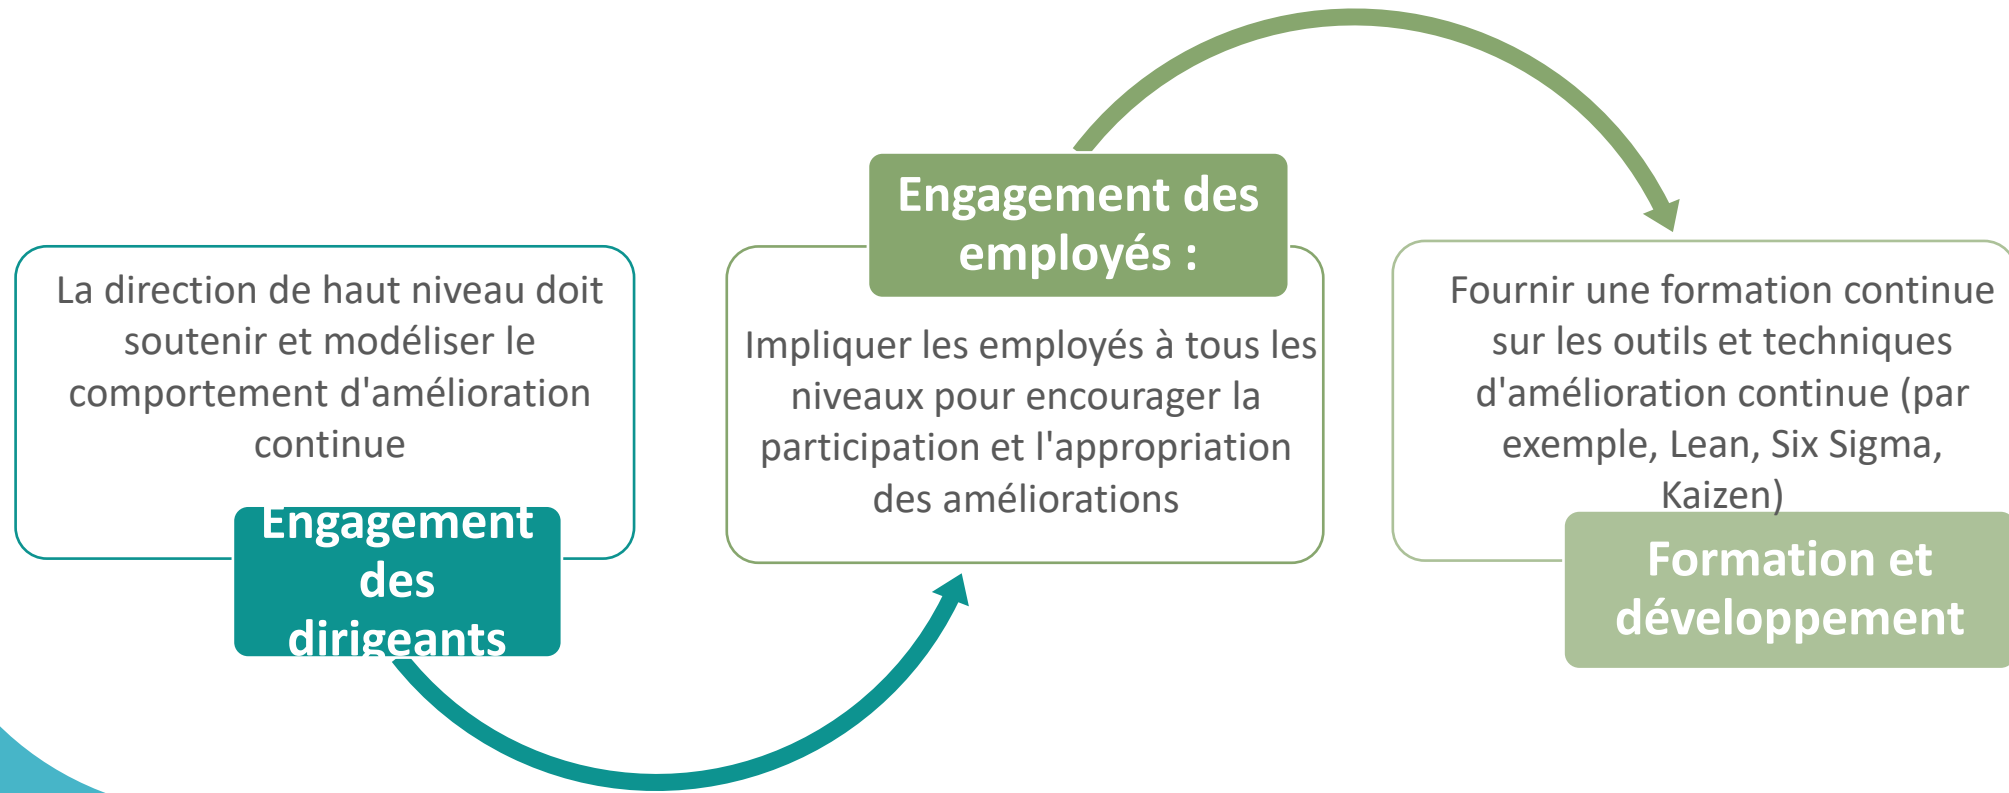 La direction de haut niveau doit
soutenir et modéliser le
comportement d'amélioration
continue
Engagement
des
dirigeants
Engagement des
employés :
Impliquer les employés à tous les
niveaux pour encourager la
participation et l'appropriation
des améliorations
Fournir une formation continue
sur les outils et techniques
d'amélioration continue (par
exemple, Lean, Six Sigma,
Kaizen)
Formation et
développement